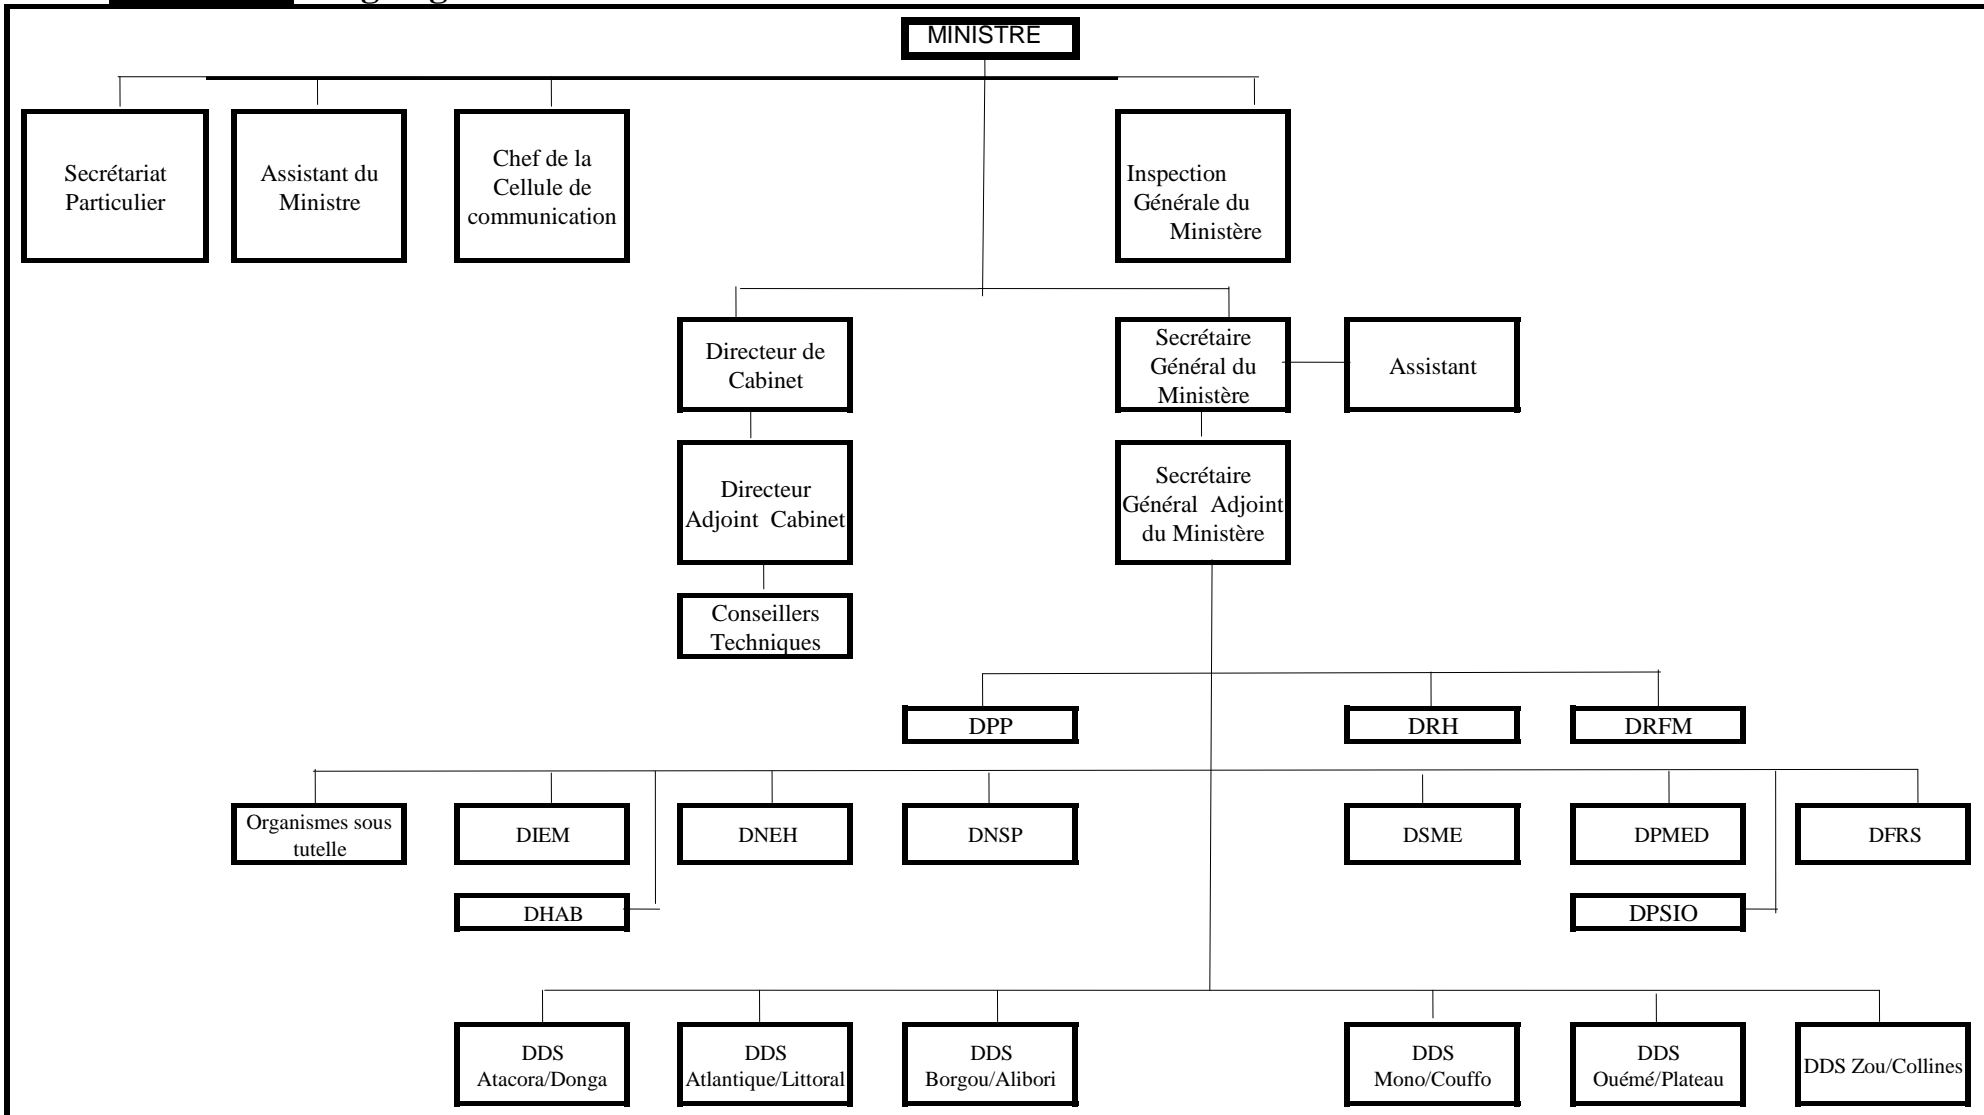 MINISTRE
Secrétariat
Particulier
Assistant du
Ministre
Chef de la
Cellule de
communication
Inspection
Générale du
Ministère
Directeur de
Cabinet
Secrétaire
Général du
Ministère
Assistant
Directeur
Adjoint Cabinet
Secrétaire
Général Adjoint
du Ministère
Conseillers
Techniques
DPP
DRH
DRFM
Organismes sous
tutelle
DIEM
DNEH
DNSP
DSME
DPMED
DFRS
DHAB
DPSIO
DDS
Atacora/Donga
DDS
Atlantique/Littoral
DDS
Borgou/Alibori
DDS
Mono/Couffo
DDS
Ouémé/Plateau
DDS Zou/Collines